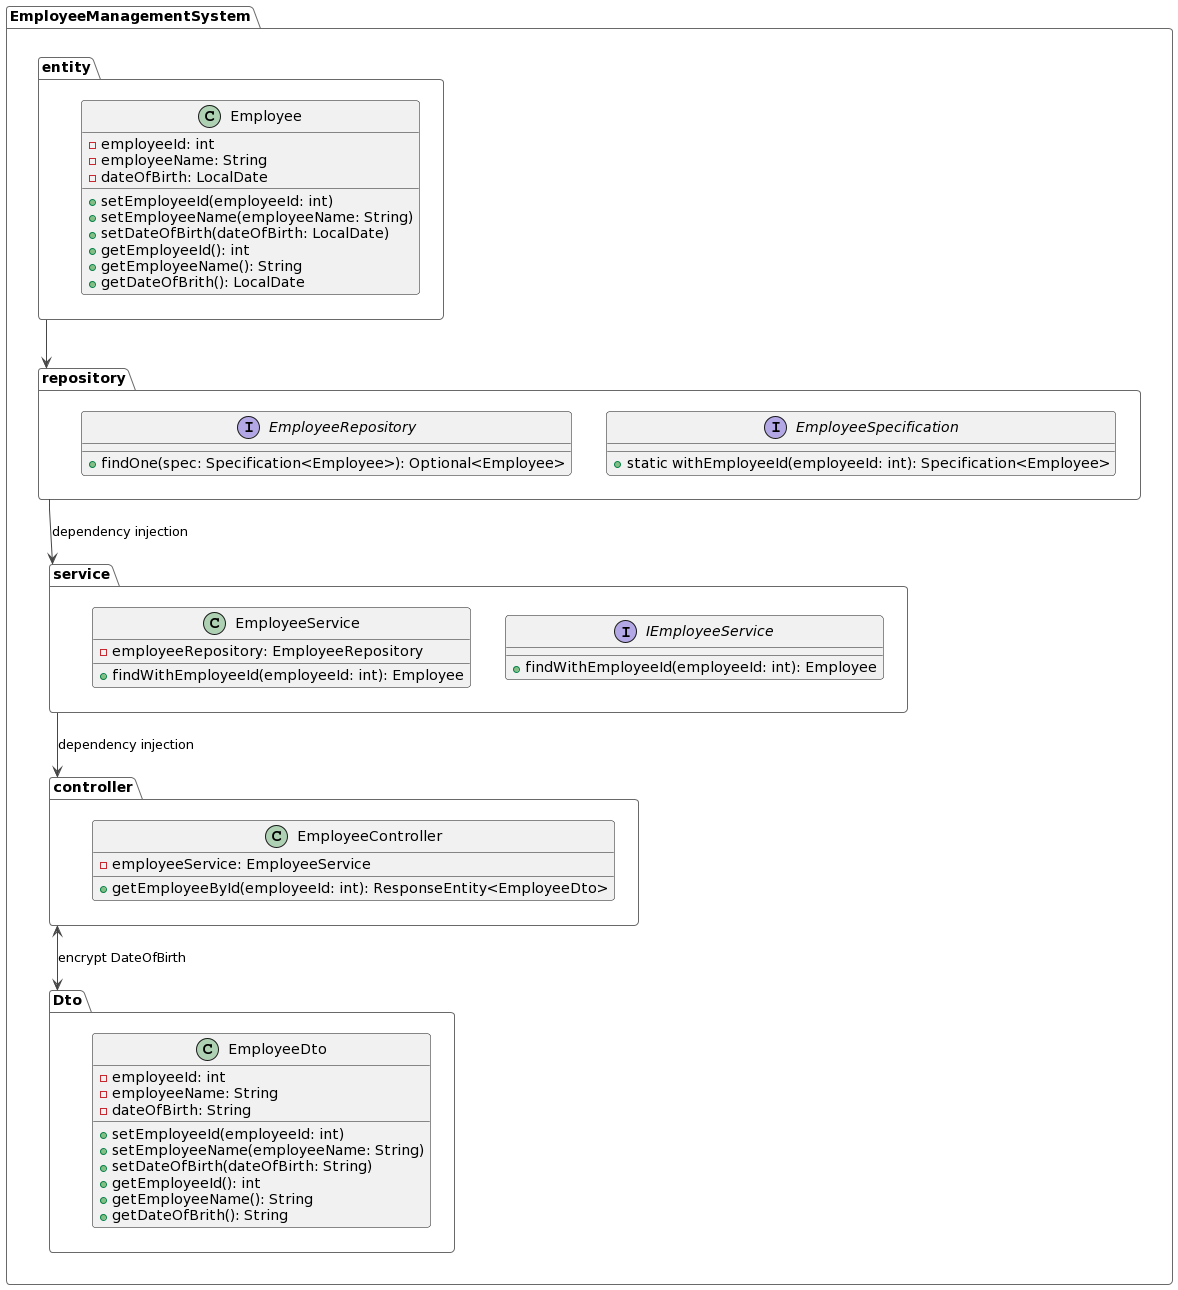 EmployeeManagementSystem
entity
C Employee
employeeId: int
employeeName: String
dateOfBirth: LocalDate
setEmployeeId(employeeId: int)
setEmployeeName(employeeName: String)
setDateOfBirth(dateOfBirth: LocalDate)
getEmployeeId(): int
getEmployeeName(): String
getDateOfBrith(): LocalDate
repository
I EmployeeRepository
findOne(spec: Specification<Employee>): Optional<Employee>
I EmployeeSpecification
static withEmployeeId(employeeId: int): Specification<Employee>
dependency injection
service
C EmployeeService
employeeRepository: EmployeeRepository
findWithEmployeeId(employeeId: int): Employee
I IEmployeeService
findWithEmployeeId(employeeId: int): Employee
dependency injection
controller
C EmployeeController
employeeService: EmployeeService
getEmployeeById(employeeId: int): ResponseEntity<EmployeeDto>
encrypt DateOfBirth
Dto
C EmployeeDto
employeeId: int
employeeName: String
dateOfBirth: String
setEmployeeId(employeeId: int)
setEmployeeName(employeeName: String)
setDateOfBirth(dateOfBirth: String)
getEmployeeId(): int
getEmployeeName(): String
getDateOfBrith(): String